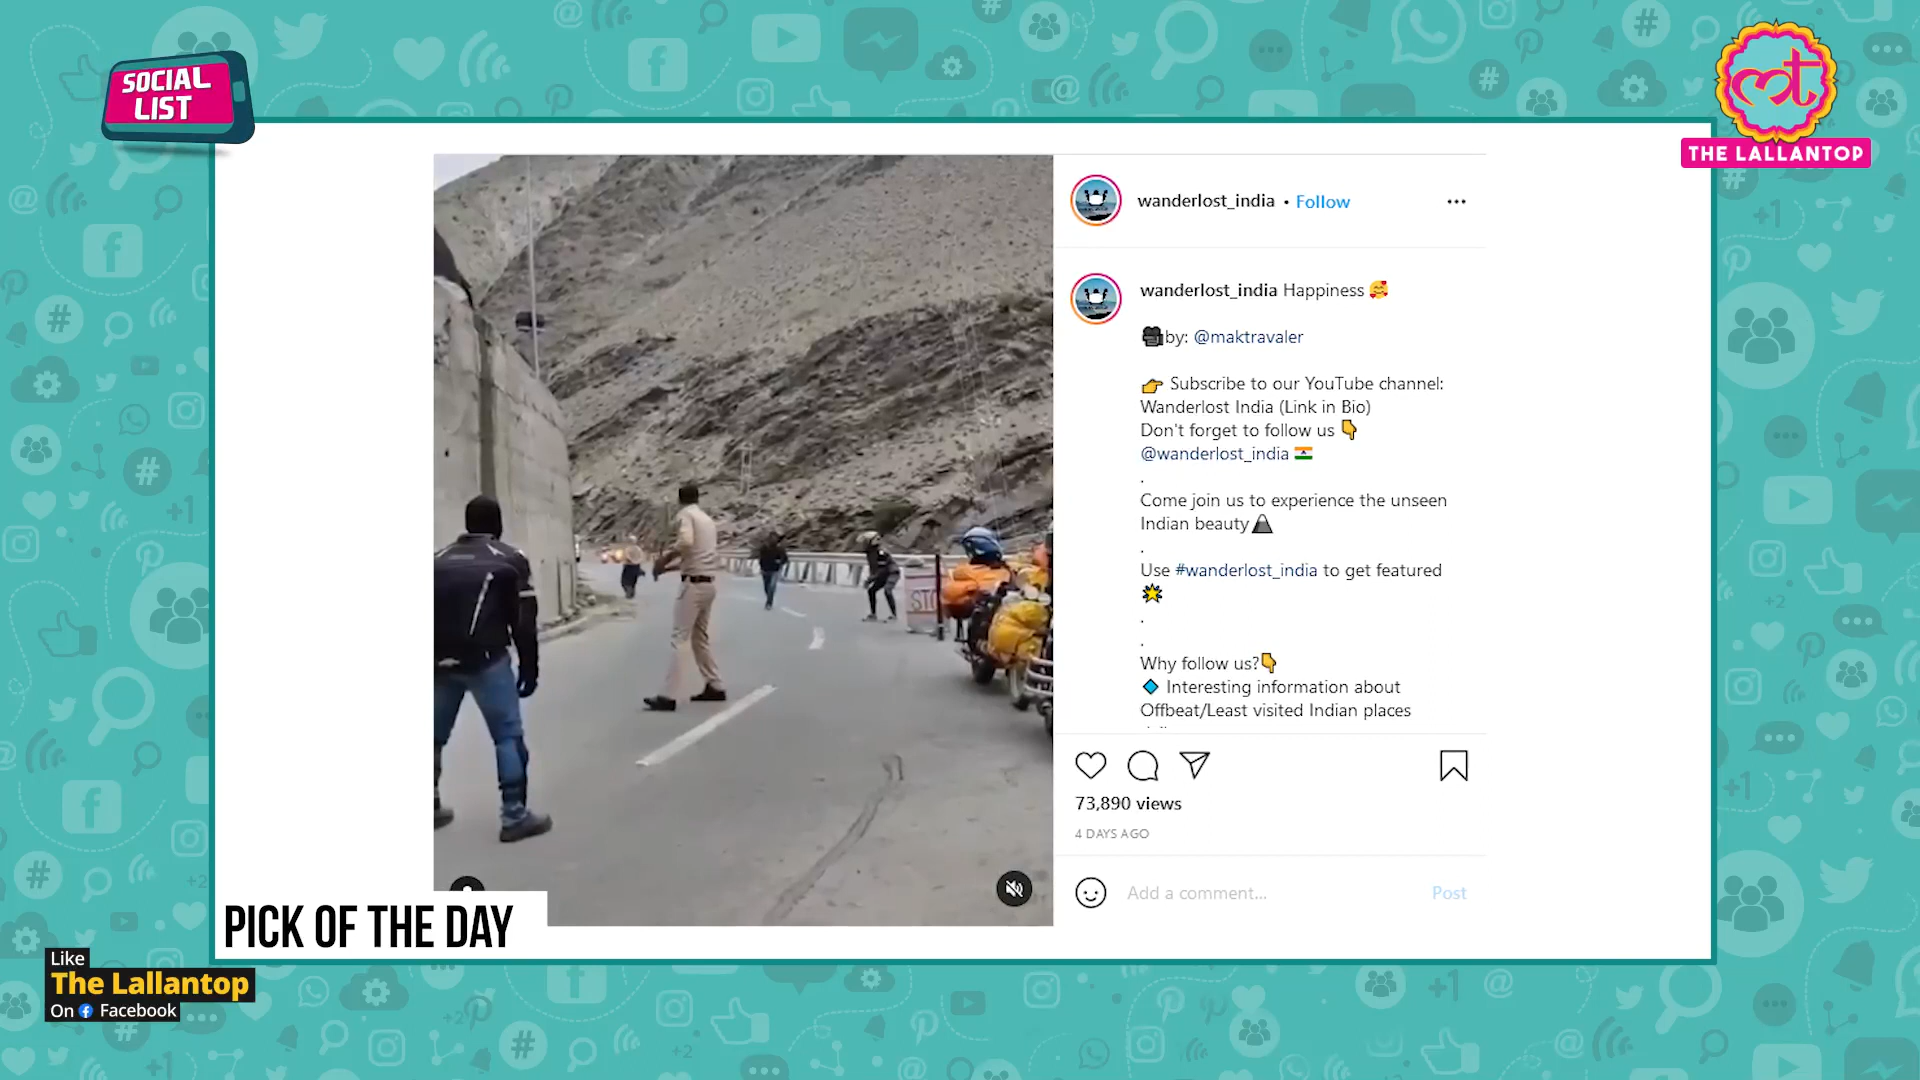 SOCIAL
LIST
मत
THE LALLANTOP
wanderlost_india • Follow
wanderlost_india Happiness 🥰
🎥by: @maktravaler
👉 Subscribe to our YouTube channel:
Wanderlost India (Link in Bio)
Don't forget to follow us 👇
@wanderlost_india 🇮🇳
.
Come join us to experience the unseen
Indian beauty🏔
.
Use #wanderlost_india to get featured
🌟
.
.
Why follow us?👇
🔷 Interesting information about
Offbeat/Least visited Indian places
73,890 views
4 DAYS AGO
Add a comment... Post
PICK OF THE DAY
Like
The Lallantop
On Facebook